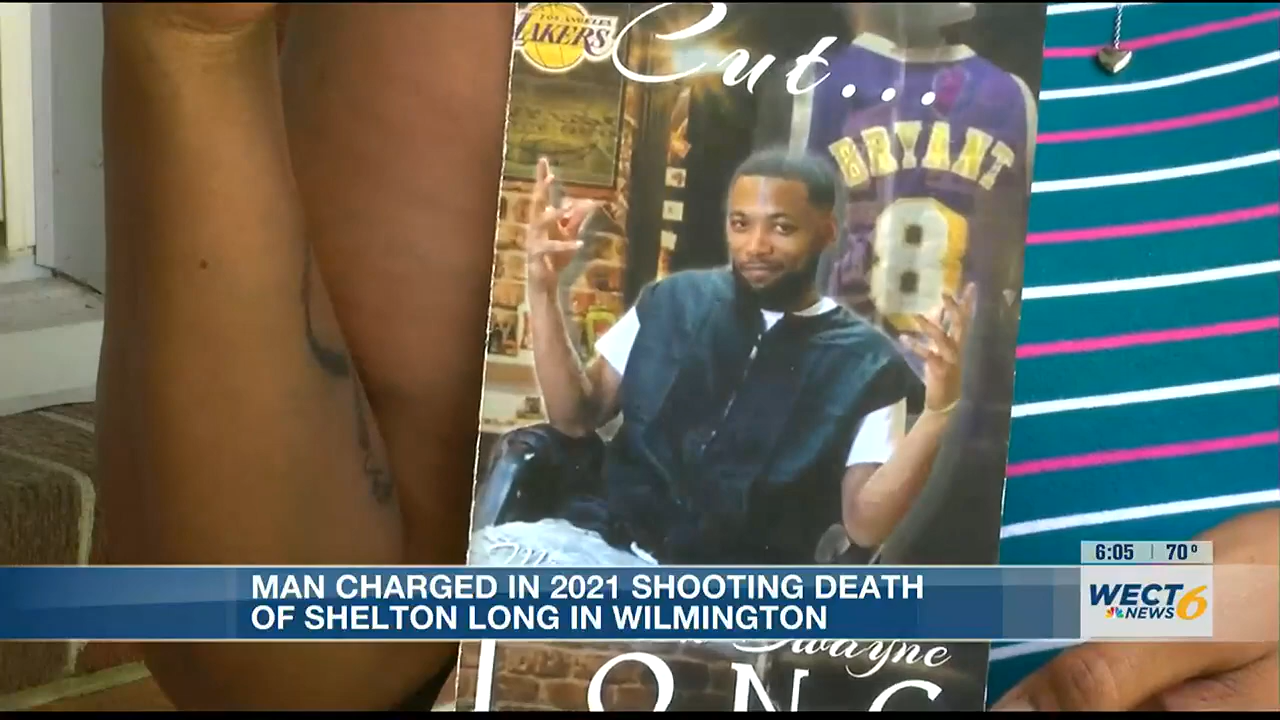 LOS ANGELES
LAKERS
Cut...
BRYANT
8
MAN CHARGED IN 2021 SHOOTING DEATH
OF SHELTON LONG IN WILMINGTON
6:05 | 70°
WECT 6
NEWS
Dwayne
LONG